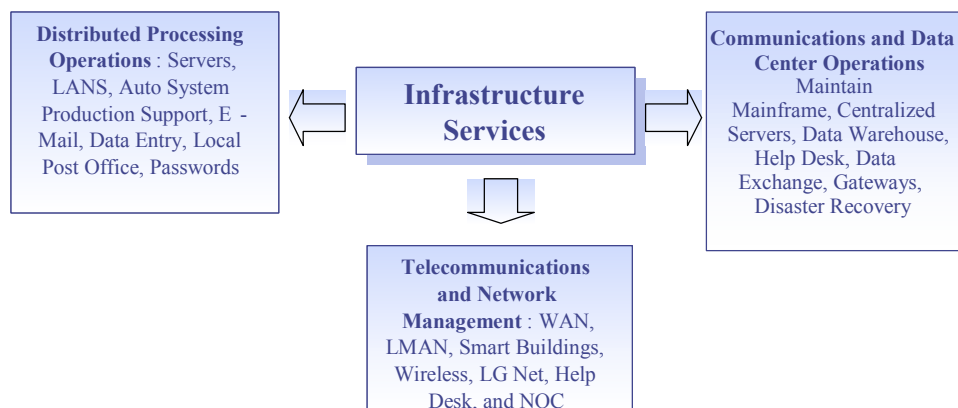 Distributed Processing
Operations : Servers,
LANS, Auto System
Production Support, E -
Mail, Data Entry, Local
Post Office, Passwords
Infrastructure
Services
Communications and Data
Center Operations
Maintain
Mainframe, Centralized
Servers, Data Warehouse,
Help Desk, Data
Exchange, Gateways,
Disaster Recovery
Telecommunications
and Network
Management : WAN,
LMAN, Smart Buildings,
Wireless, LG Net, Help
Desk, and NOC